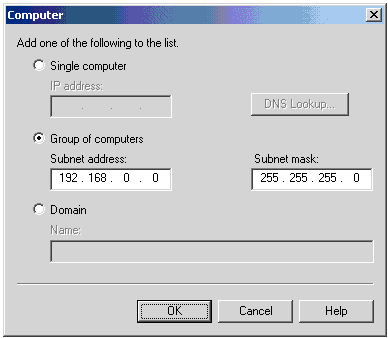 Computer
Add one of the following to the list.
Single computer
IP address:
. . .
DNS Lookup...
Group of computers
Subnet address: Subnet mask:
192 . 168 . 0 . 0 255 . 255 . 255 . 0
Domain
Name:
OK Cancel Help